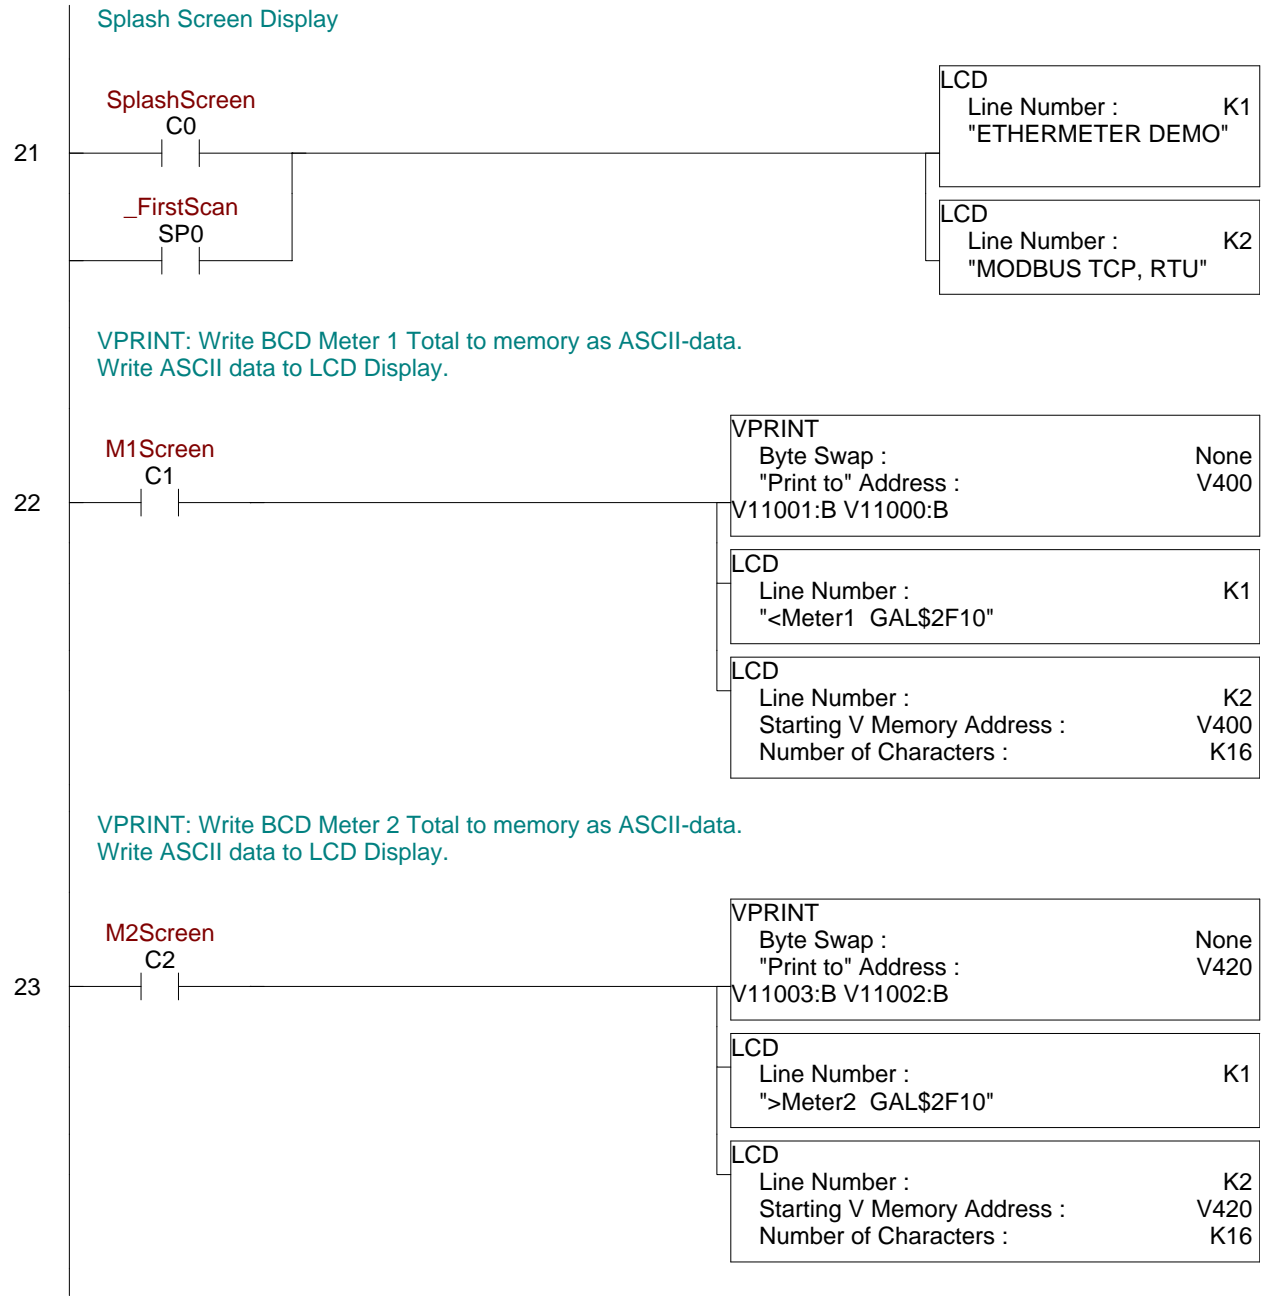 Splash Screen Display
SplashScreen
C0
21
_FirstScan
SP0
LCD
Line Number : K1
"ETHERMETER DEMO"
LCD
Line Number : K2
"MODBUS TCP, RTU"
VPRINT: Write BCD Meter 1 Total to memory as ASCII-data.
Write ASCII data to LCD Display.
M1Screen
C1
22
VPRINT
Byte Swap : None
"Print to" Address : V400
V11001:B V11000:B
LCD
Line Number : K1
"<Meter1  GAL$2F10"
LCD
Line Number : K2
Starting V Memory Address : V400
Number of Characters : K16
VPRINT: Write BCD Meter 2 Total to memory as ASCII-data.
Write ASCII data to LCD Display.
M2Screen
C2
23
VPRINT
Byte Swap : None
"Print to" Address : V420
V11003:B V11002:B
LCD
Line Number : K1
">Meter2  GAL$2F10"
LCD
Line Number : K2
Starting V Memory Address : V420
Number of Characters : K16